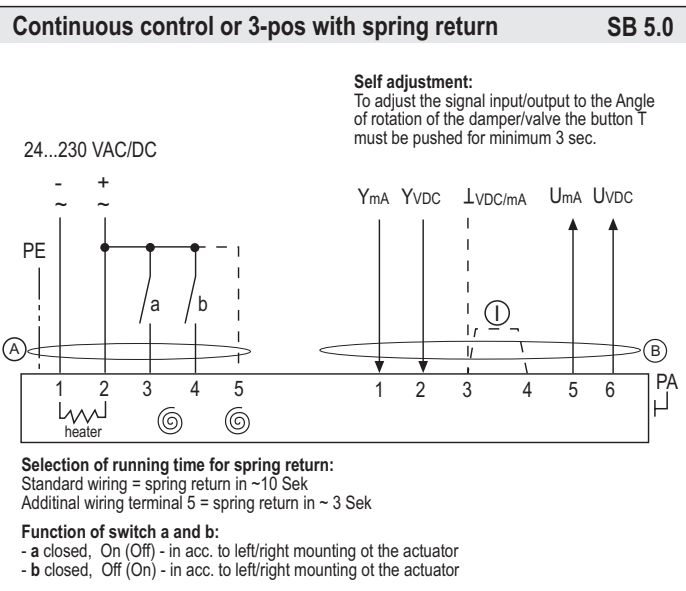 Continuous control or 3-pos with spring return SB 5.0
Self adjustment:
To adjust the signal input/output to the Angle
of rotation of the damper/valve the button T
must be pushed for minimum 3 sec.
24...230 VAC/DC
- +
~ ~
PE
a b
A
YmA YVDC ⊥VDC/mA UmA UVDC
I
B
1 2 3 4 5
1 2 3 4 5 6
PA
heater
Selection of running time for spring return:
Standard wiring = spring return in ~10 Sek
Additinal wiring terminal 5 = spring return in ~ 3 Sek
Function of switch a and b:
- a closed, On (Off) - in acc. to left/right mounting ot the actuator
- b closed, Off (On) - in acc. to left/right mounting ot the actuator